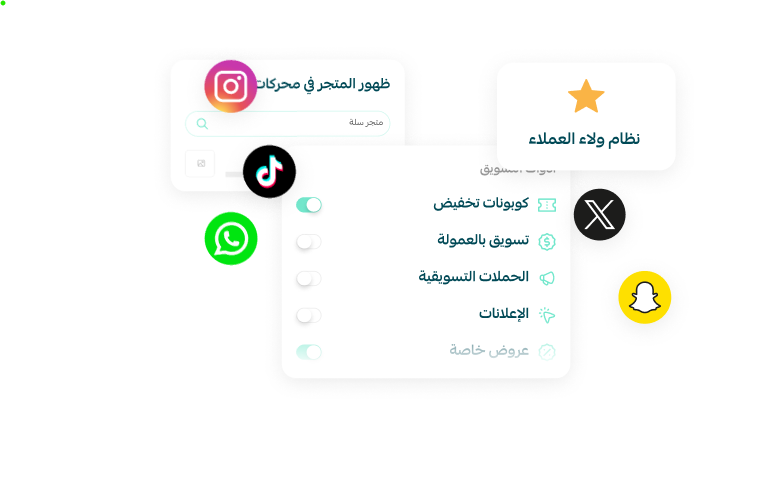 نظام ولاء العملاء
ظهور المتجر في محركات
متجر سلة
أدوات التسويق
كوبونات تخفيض
تسويق بالعمولة
الحملات التسويقية
الإعلانات
عروض خاصة